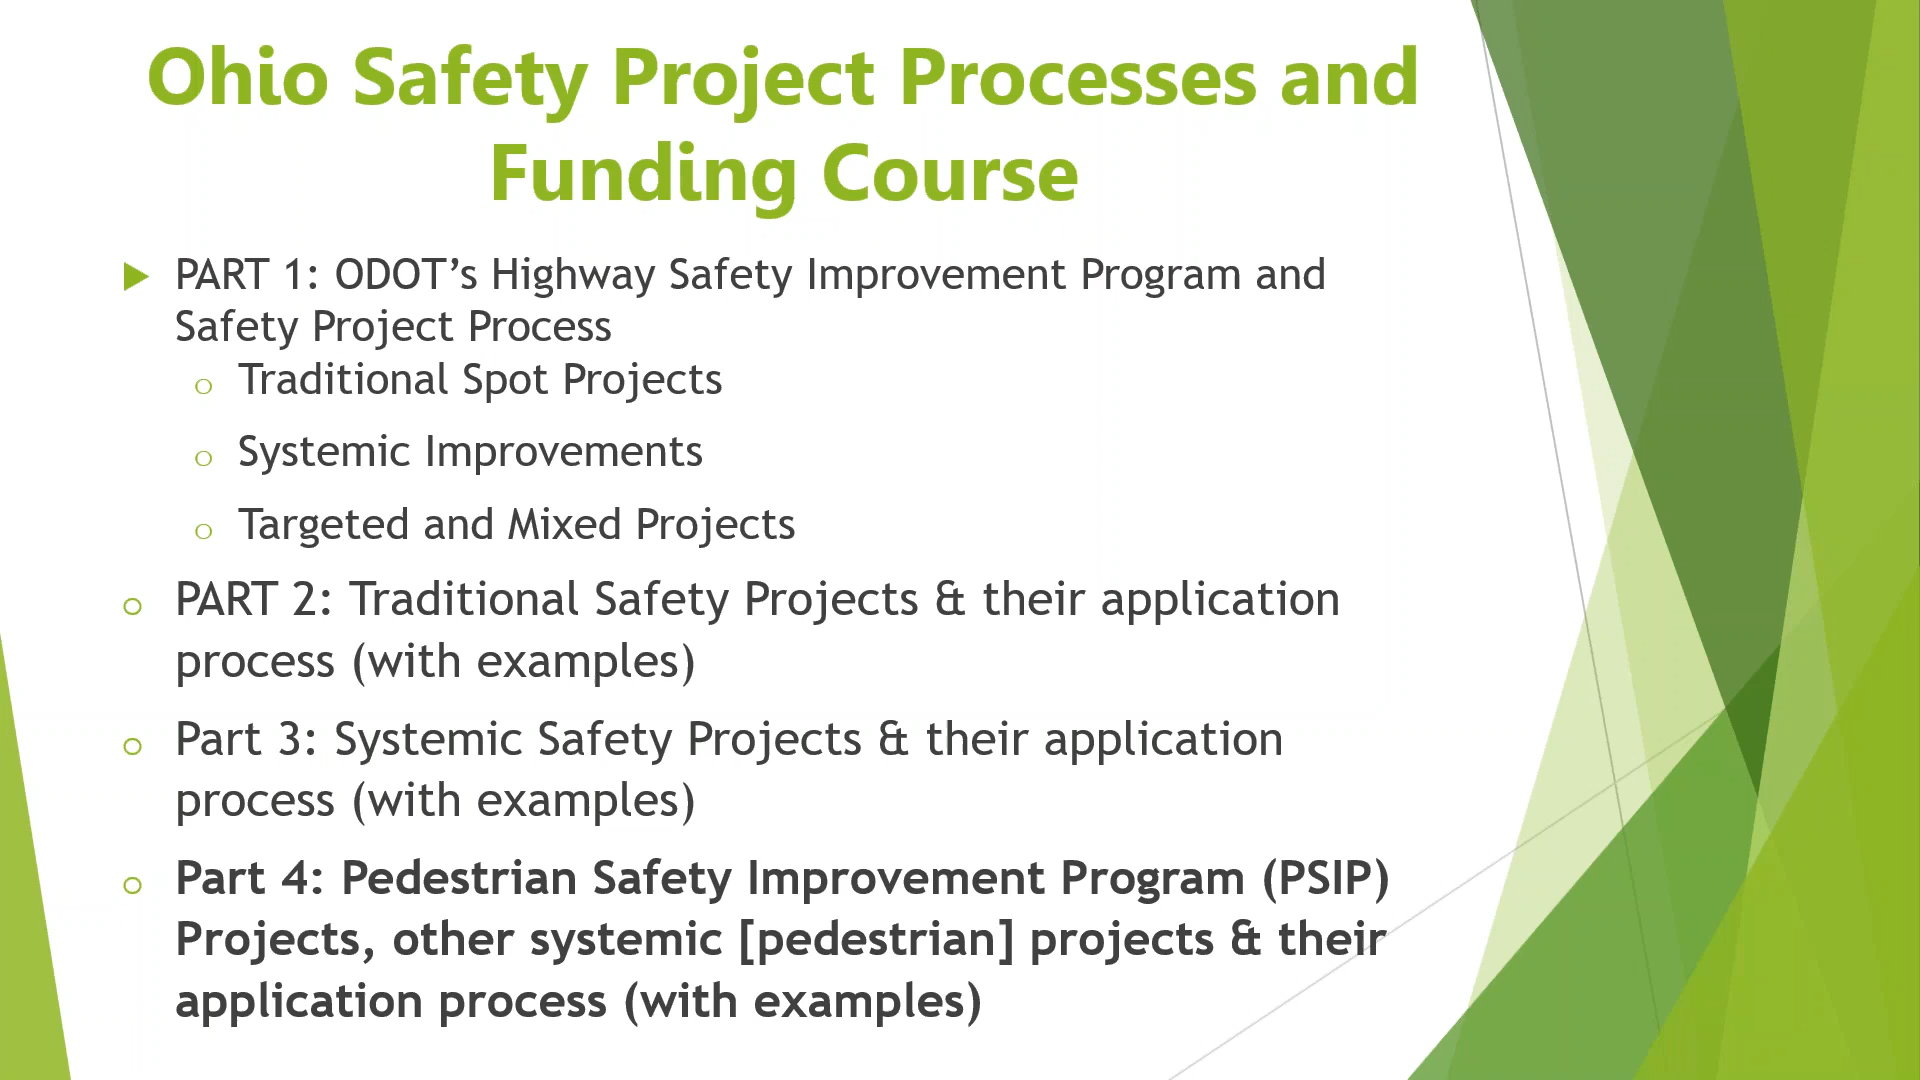 Ohio Safety Project Processes and
Funding Course
PART 1: ODOT’s Highway Safety Improvement Program and
Safety Project Process
Traditional Spot Projects
Systemic Improvements
Targeted and Mixed Projects
PART 2: Traditional Safety Projects & their application
process (with examples)
Part 3: Systemic Safety Projects & their application
process (with examples)
Part 4: Pedestrian Safety Improvement Program (PSIP)
Projects, other systemic [pedestrian] projects & their
application process (with examples)